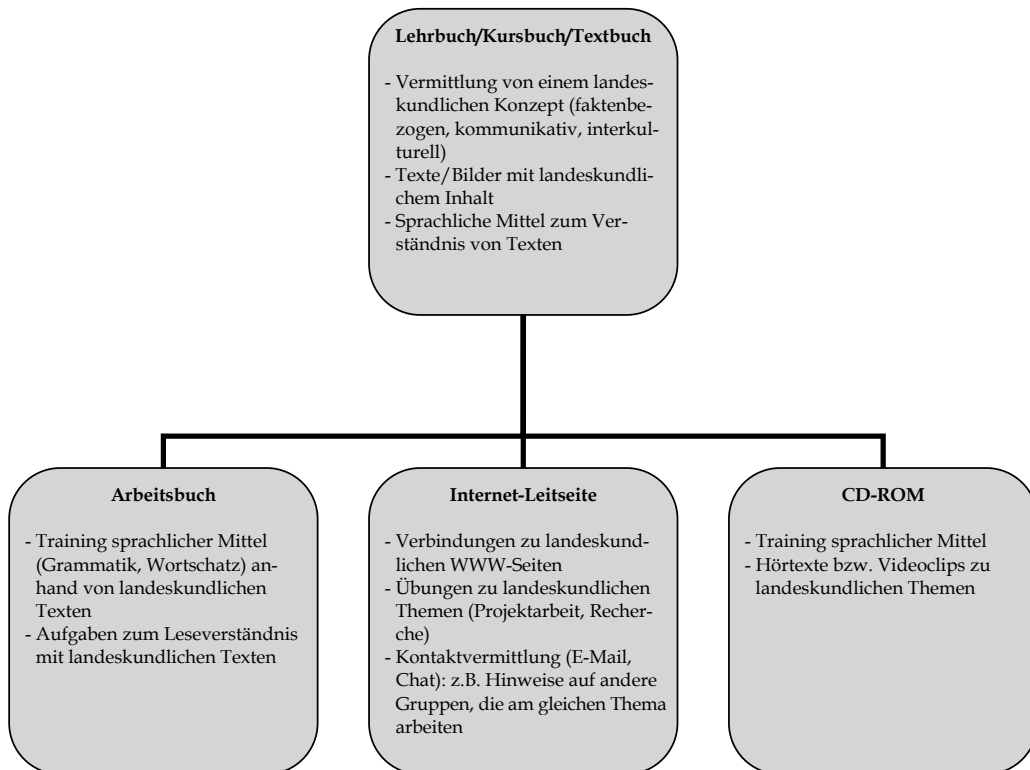 Lehrbuch/Kursbuch/Textbuch
- Vermittlung von einem landes-
kundlichen Konzept (faktenbe-
zogen, kommunikativ, interkul-
turell)
- Texte/Bilder mit landeskundli-
chem Inhalt
- Sprachliche Mittel zum Ver-
ständnis von Texten
Arbeitsbuch
- Training sprachlicher Mittel
(Grammatik, Wortschatz) an-
hand von landeskundlichen
Texten
- Aufgaben zum Leseverständnis
mit landeskundlichen Texten
Internet-Leitseite
- Verbindungen zu landeskund-
lichen WWW-Seiten
- Übungen zu landeskundlichen
Themen (Projektarbeit, Recher-
che)
- Kontaktvermittlung (E-Mail,
Chat): z.B. Hinweise auf andere
Gruppen, die am gleichen Thema
arbeiten
CD-ROM
- Training sprachlicher Mittel
- Hörtexte bzw. Videoclips zu
landeskundlichen Themen